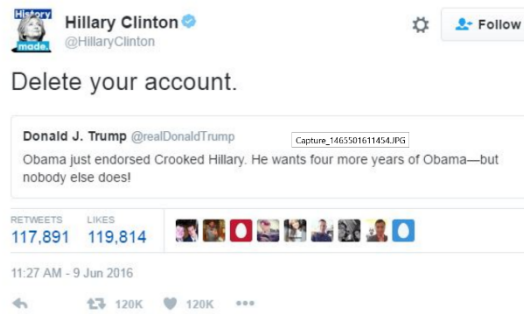 History
made.
Hillary Clinton
@HillaryClinton
Follow
Delete your account.
Donald J. Trump @realDonaldTrump
Capture_1465501611454.JPG
Obama just endorsed Crooked Hillary. He wants four more years of Obama—but
nobody else does!
RETWEETS LIKES
117,891 119,814
11:27 AM - 9 Jun 2016
120K 120K